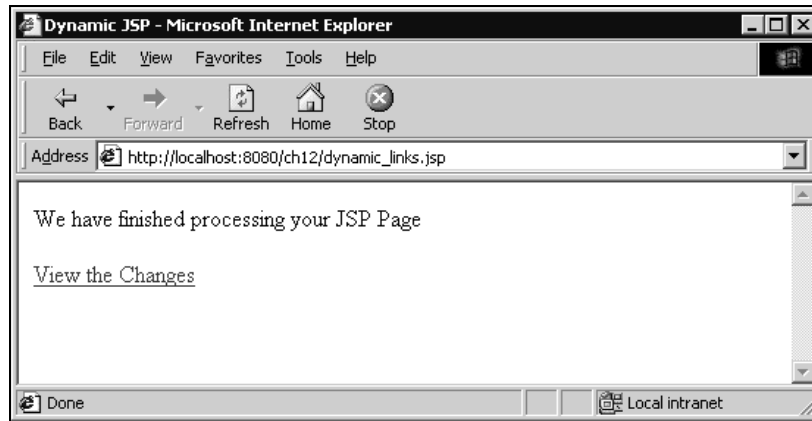 Dynamic JSP - Microsoft Internet Explorer
File Edit View Favorites Tools Help
Back Forward Refresh Home Stop
Address http://localhost:8080/ch12/dynamic_links.jsp
We have finished processing your JSP Page
View the Changes
Done Local intranet